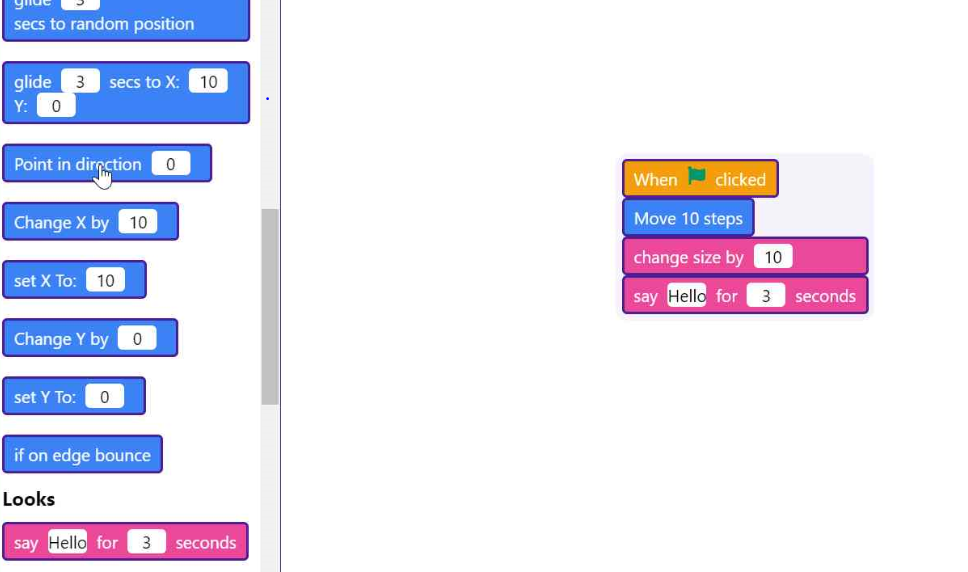 glide 3
secs to random position
glide 3 secs to X: 10
Y: 0
Point in direction 0
Change X by 10
set X To: 10
Change Y by 0
set Y To: 0
if on edge bounce
Looks
say Hello for 3 seconds
When clicked
Move 10 steps
change size by 10
say Hello for 3 seconds